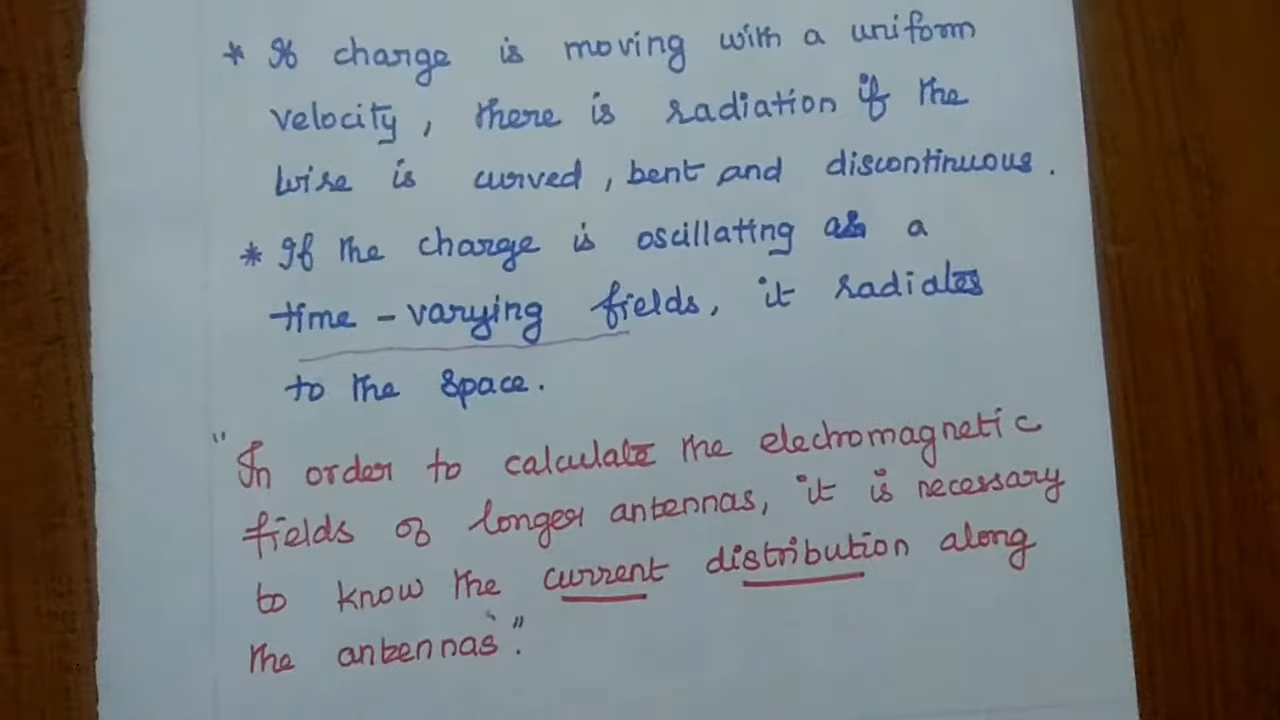 * If charge is moving with a uniform
velocity, there is radiation if the
wire is curved, bent and discontinuous.
* If the charge is oscillating as a
time-varying fields, it radiates
to the space.
"In order to calculate the electromagnetic
fields of longer antennas, it is necessary
to know the current distribution along
the antennas".